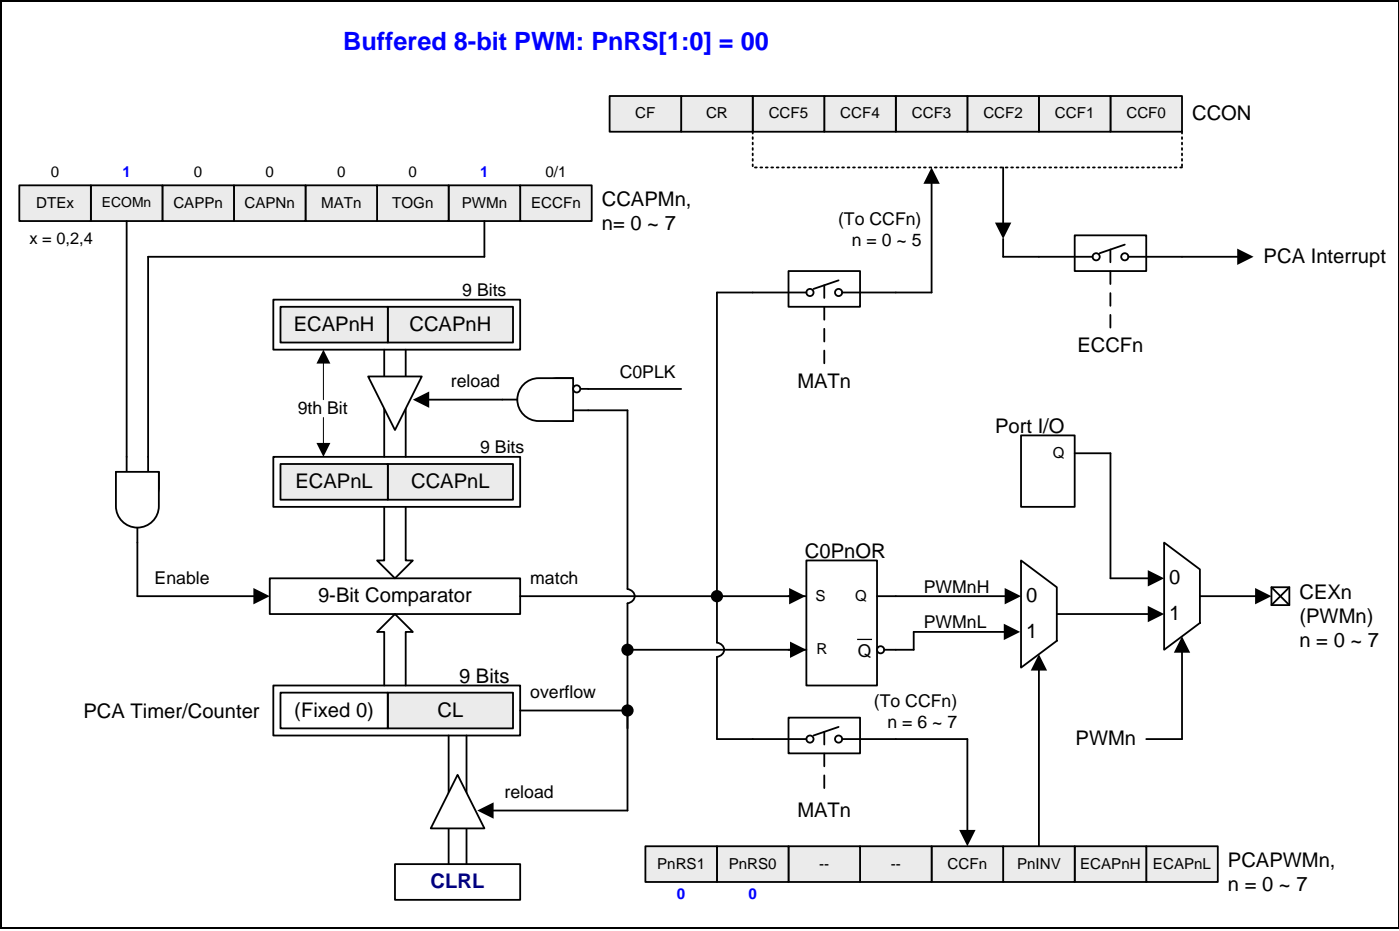 Buffered 8-bit PWM: PnRS[1:0] = 00
CF CR CCF5 CCF4 CCF3 CCF2 CCF1 CCF0 CCON
0 1 0 0 0 0 1 0/1
DTEx ECOMn CAPPn CAPNn MATn TOGn PWMn ECCFn
CCAPMn,
n= 0 ~ 7
x = 0,2,4
(To CCFn)
n = 0 ~ 5
PCA Interrupt
MATn
ECCFn
9 Bits
ECAPnH CCAPnH
reload
C0PLK
9th Bit
9 Bits
ECAPnL CCAPnL
Port I/O
Q
Enable
9-Bit Comparator
match
C0PnOR
S Q
R Q
PWMnH
PWMnL
0
1
0
1
CEXn
(PWMn)
n = 0 ~ 7
9 Bits
PCA Timer/Counter
(Fixed 0) CL
overflow
(To CCFn)
n = 6 ~ 7
PWMn
MATn
reload
CLRL
PnRS1 PnRS0 -- -- CCFn PnINV ECAPnH ECAPnL
PCAPWMn,
n = 0 ~ 7
0 0